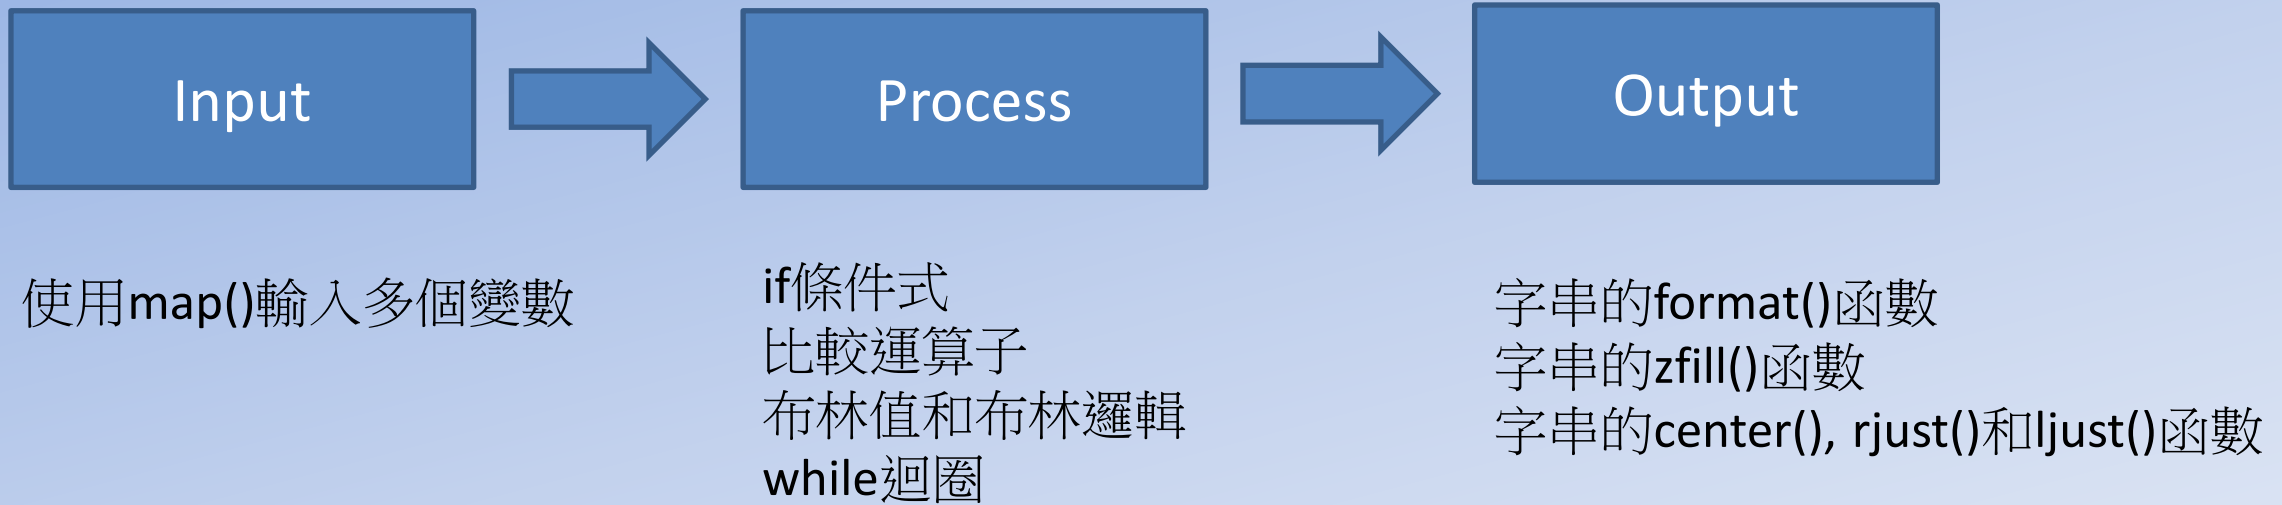 Input
Process
Output
使用map()輸入多個變數
if條件式
比較運算子
布林值和布林邏輯
while迴圈
字串的format()函數
字串的zfill()函數
字串的center(), rjust()和ljust()函數